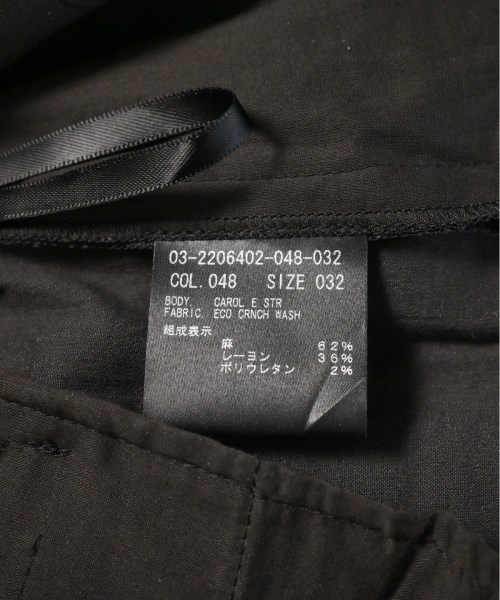 03-2206402-048-032
COL.048 SIZE 032
BODY. CAROL E STR
FABRIC. ECO CRNCH WASH
組成表示
麻 62%
レーヨン 36%
ポリウレタン 2%